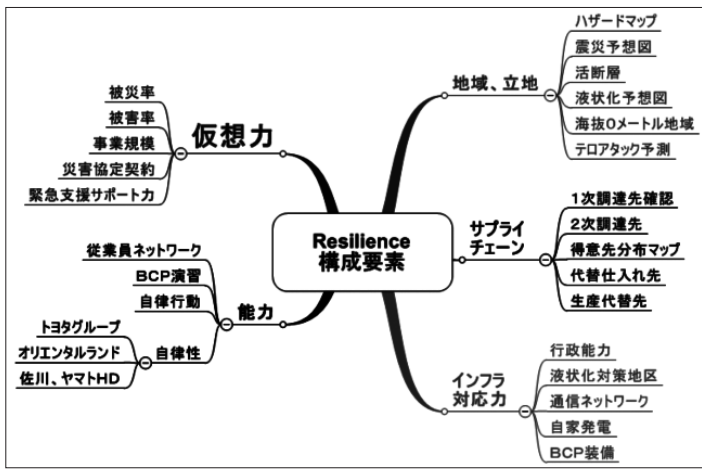 Resilience
構成要素
仮想力
被災率
被害率
事業規模
災害協定契約
緊急支援サポート力
能力
従業員ネットワーク
BCP演習
自律行動
自律性
トヨタグループ
オリエンタルランド
佐川、ヤマトHD
地域、立地
ハザードマップ
震災予想図
活断層
液状化予想図
海抜0メートル地域
テロアタック予測
サプライ
チェーン
1次調達先確認
2次調達先
得意先分布マップ
代替仕入れ先
生産代替先
インフラ
対応力
行政能力
液状化対策地区
通信ネットワーク
自家発電
BCP装備